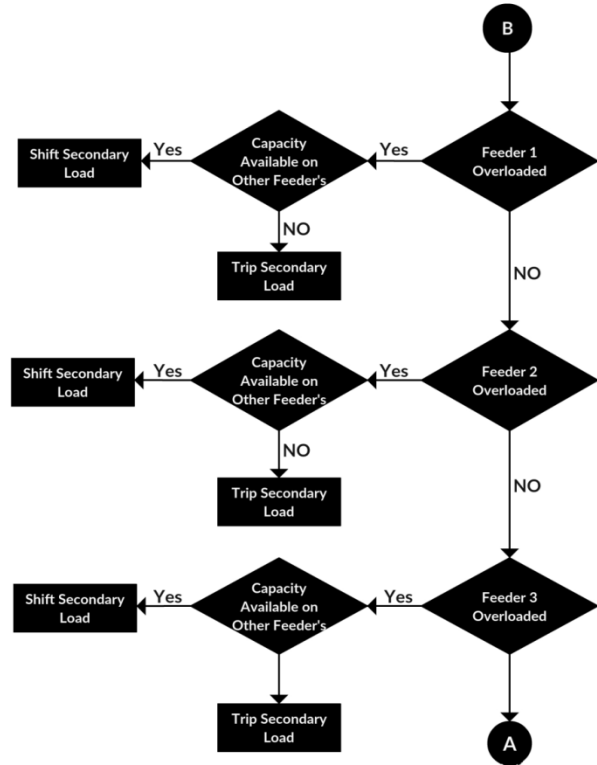 B
Feeder 1
Overloaded
Yes
Capacity
Available on
Other Feeder's
Yes
Shift Secondary
Load
NO
Trip Secondary
Load
NO
Feeder 2
Overloaded
Yes
Capacity
Available on
Other Feeder's
Yes
Shift Secondary
Load
NO
Trip Secondary
Load
NO
Feeder 3
Overloaded
Yes
Capacity
Available on
Other Feeder's
Yes
Shift Secondary
Load
Trip Secondary
Load
A